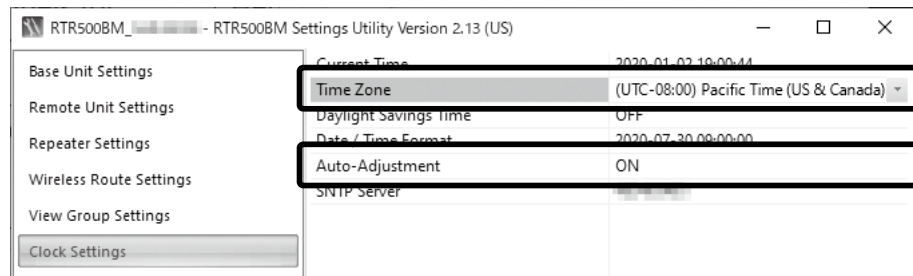 RTR500BM_ - RTR500BM Settings Utility Version 2.13 (US)
Base Unit Settings
Remote Unit Settings
Repeater Settings
Wireless Route Settings
View Group Settings
Clock Settings
Current Time 2020-01-02 19:00:44
Time Zone (UTC-08:00) Pacific Time (US & Canada)
Daylight Savings Time OFF
Date / Time Format 2020-07-30 09:00:00
Auto-Adjustment ON
SNTP Server